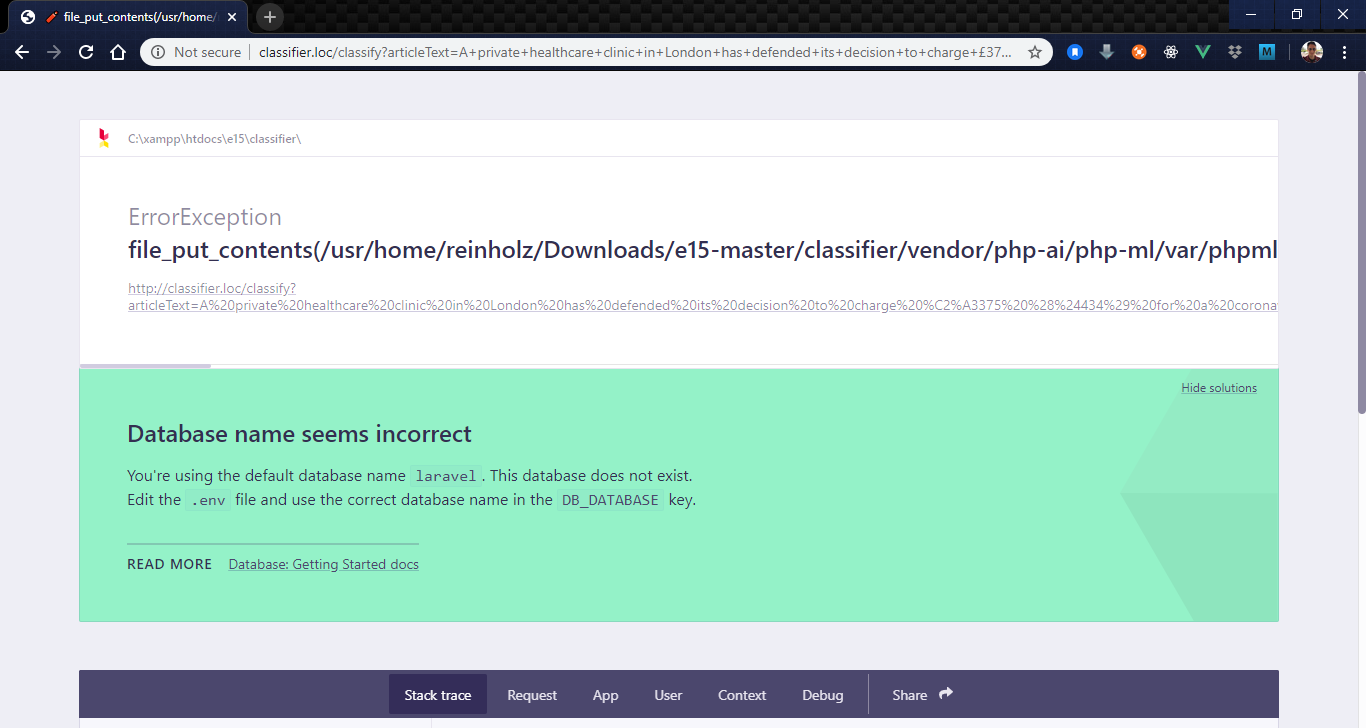 file_put_contents(/usr/home/
Not secure
classifier.loc/classify?articleText=A+private+healthcare+clinic+in+London+has+defended+its+decision+to+charge+£37...
M
C:\xampp\htdocs\e15\classifier\
ErrorException
file_put_contents(/usr/home/reinholz/Downloads/e15-master/classifier/vendor/php-ai/php-ml/var/phpml
http://classifier.loc/classify?
articleText=A%20private%20healthcare%20clinic%20in%20London%20has%20defended%20its%20decision%20to%20charge%20%C2%A3375%20%28%24434%29%20for%20a%20corona
Hide solutions
Database name seems incorrect
You're using the default database name laravel. This database does not exist.
Edit the .env file and use the correct database name in the DB_DATABASE key.
READ MORE Database: Getting Started docs
Stack trace Request App User Context Debug Share